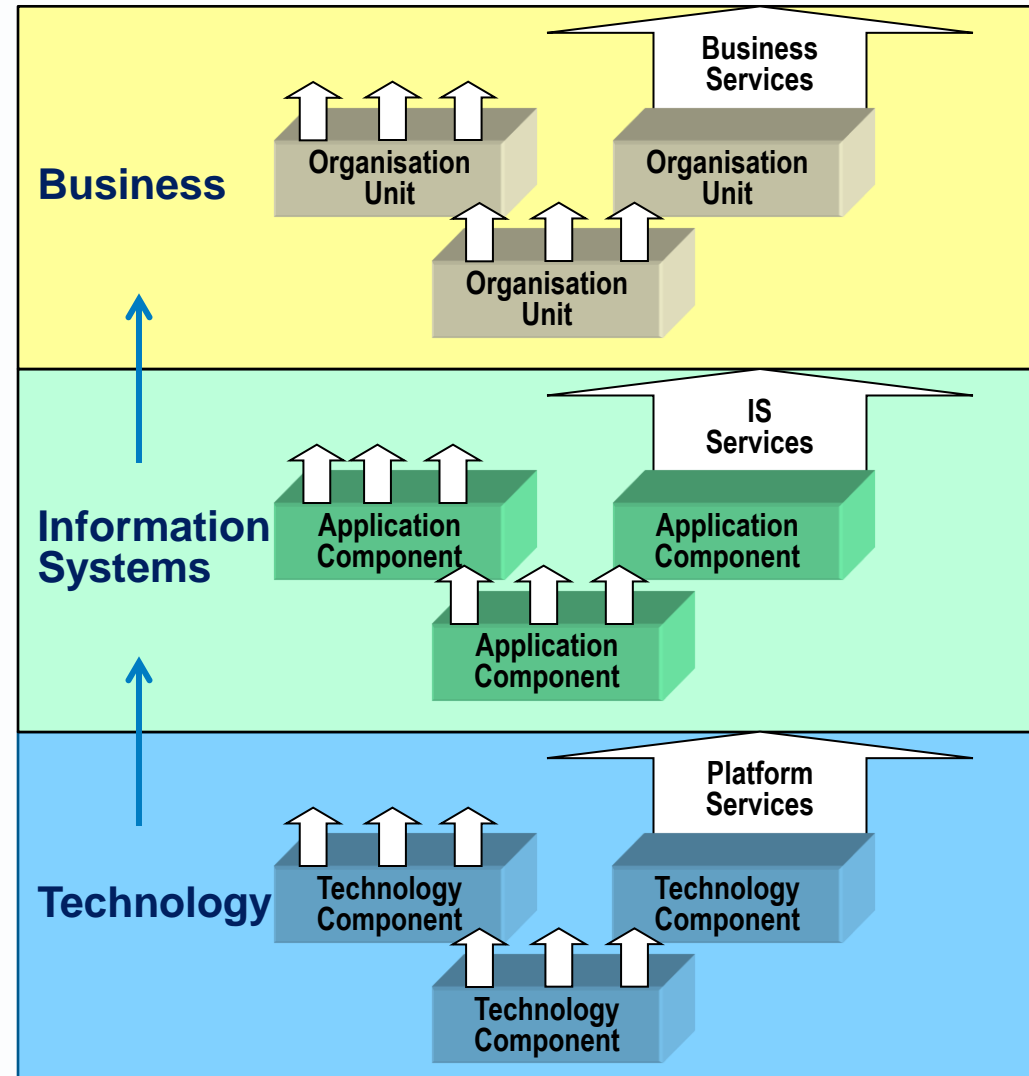 Business
Services
Organisation
Unit
Organisation
Unit
Business
Organisation
Unit
IS
Services
Information
Systems
Application
Component
Application
Component
Application
Component
Platform
Services
Technology
Technology
Component
Technology
Component
Technology
Component